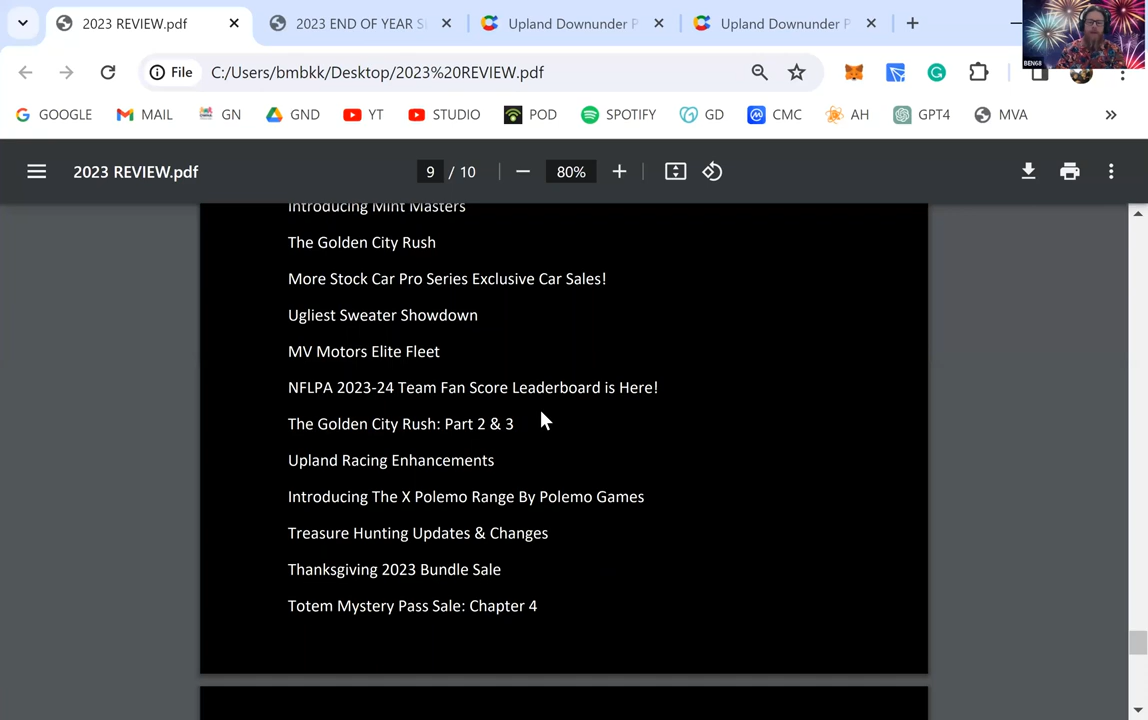 2023 REVIEW.pdf
2023 END OF YEAR S
Upland Downunder P
Upland Downunder P
File
C:/Users/bmbkk/Desktop/2023%20REVIEW.pdf
BEN68
GOOGLE
MAIL
GN
GND
YT
STUDIO
POD
SPOTIFY
GD
CMC
AH
GPT4
MVA
2023 REVIEW.pdf
9 / 10
80%
Introducing Mint Masters
The Golden City Rush
More Stock Car Pro Series Exclusive Car Sales!
Ugliest Sweater Showdown
MV Motors Elite Fleet
NFLPA 2023-24 Team Fan Score Leaderboard is Here!
The Golden City Rush: Part 2 & 3
Upland Racing Enhancements
Introducing The X Polemo Range By Polemo Games
Treasure Hunting Updates & Changes
Thanksgiving 2023 Bundle Sale
Totem Mystery Pass Sale: Chapter 4